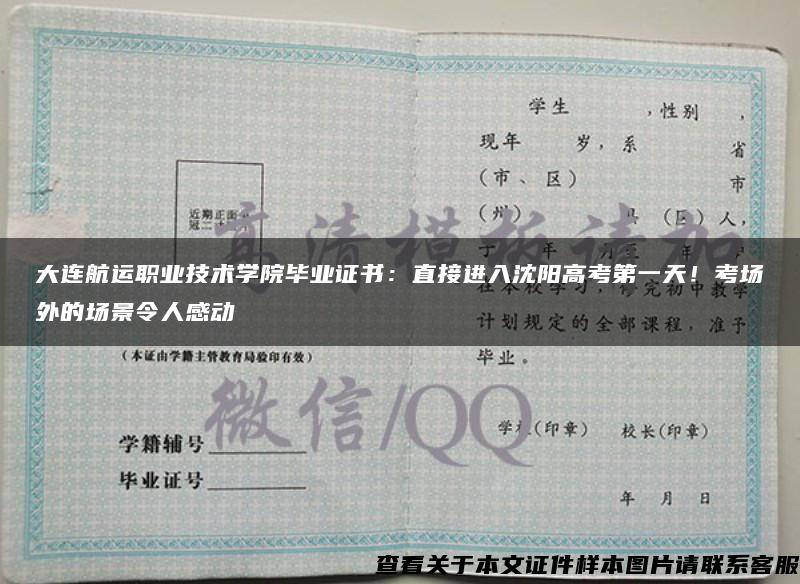 学生 ，性别 ，
现年 岁，系 省
（市、区） 市
（州） 县（区）人，
近期正面
冠二寸
高清模板请加
大连航运职业技术学院毕业证书：直接进入沈阳高考第一天！考场
外的场景令人感动
在本校学习，修完初中教学
计划规定的全部课程，准予
毕业。
（本证由学籍主管教育局验印有效）
微信/QQ
学籍辅号
毕业证号
学校（印章） 校长（印章）
年 月 日
查看关于本文证件样本图片请联系客服